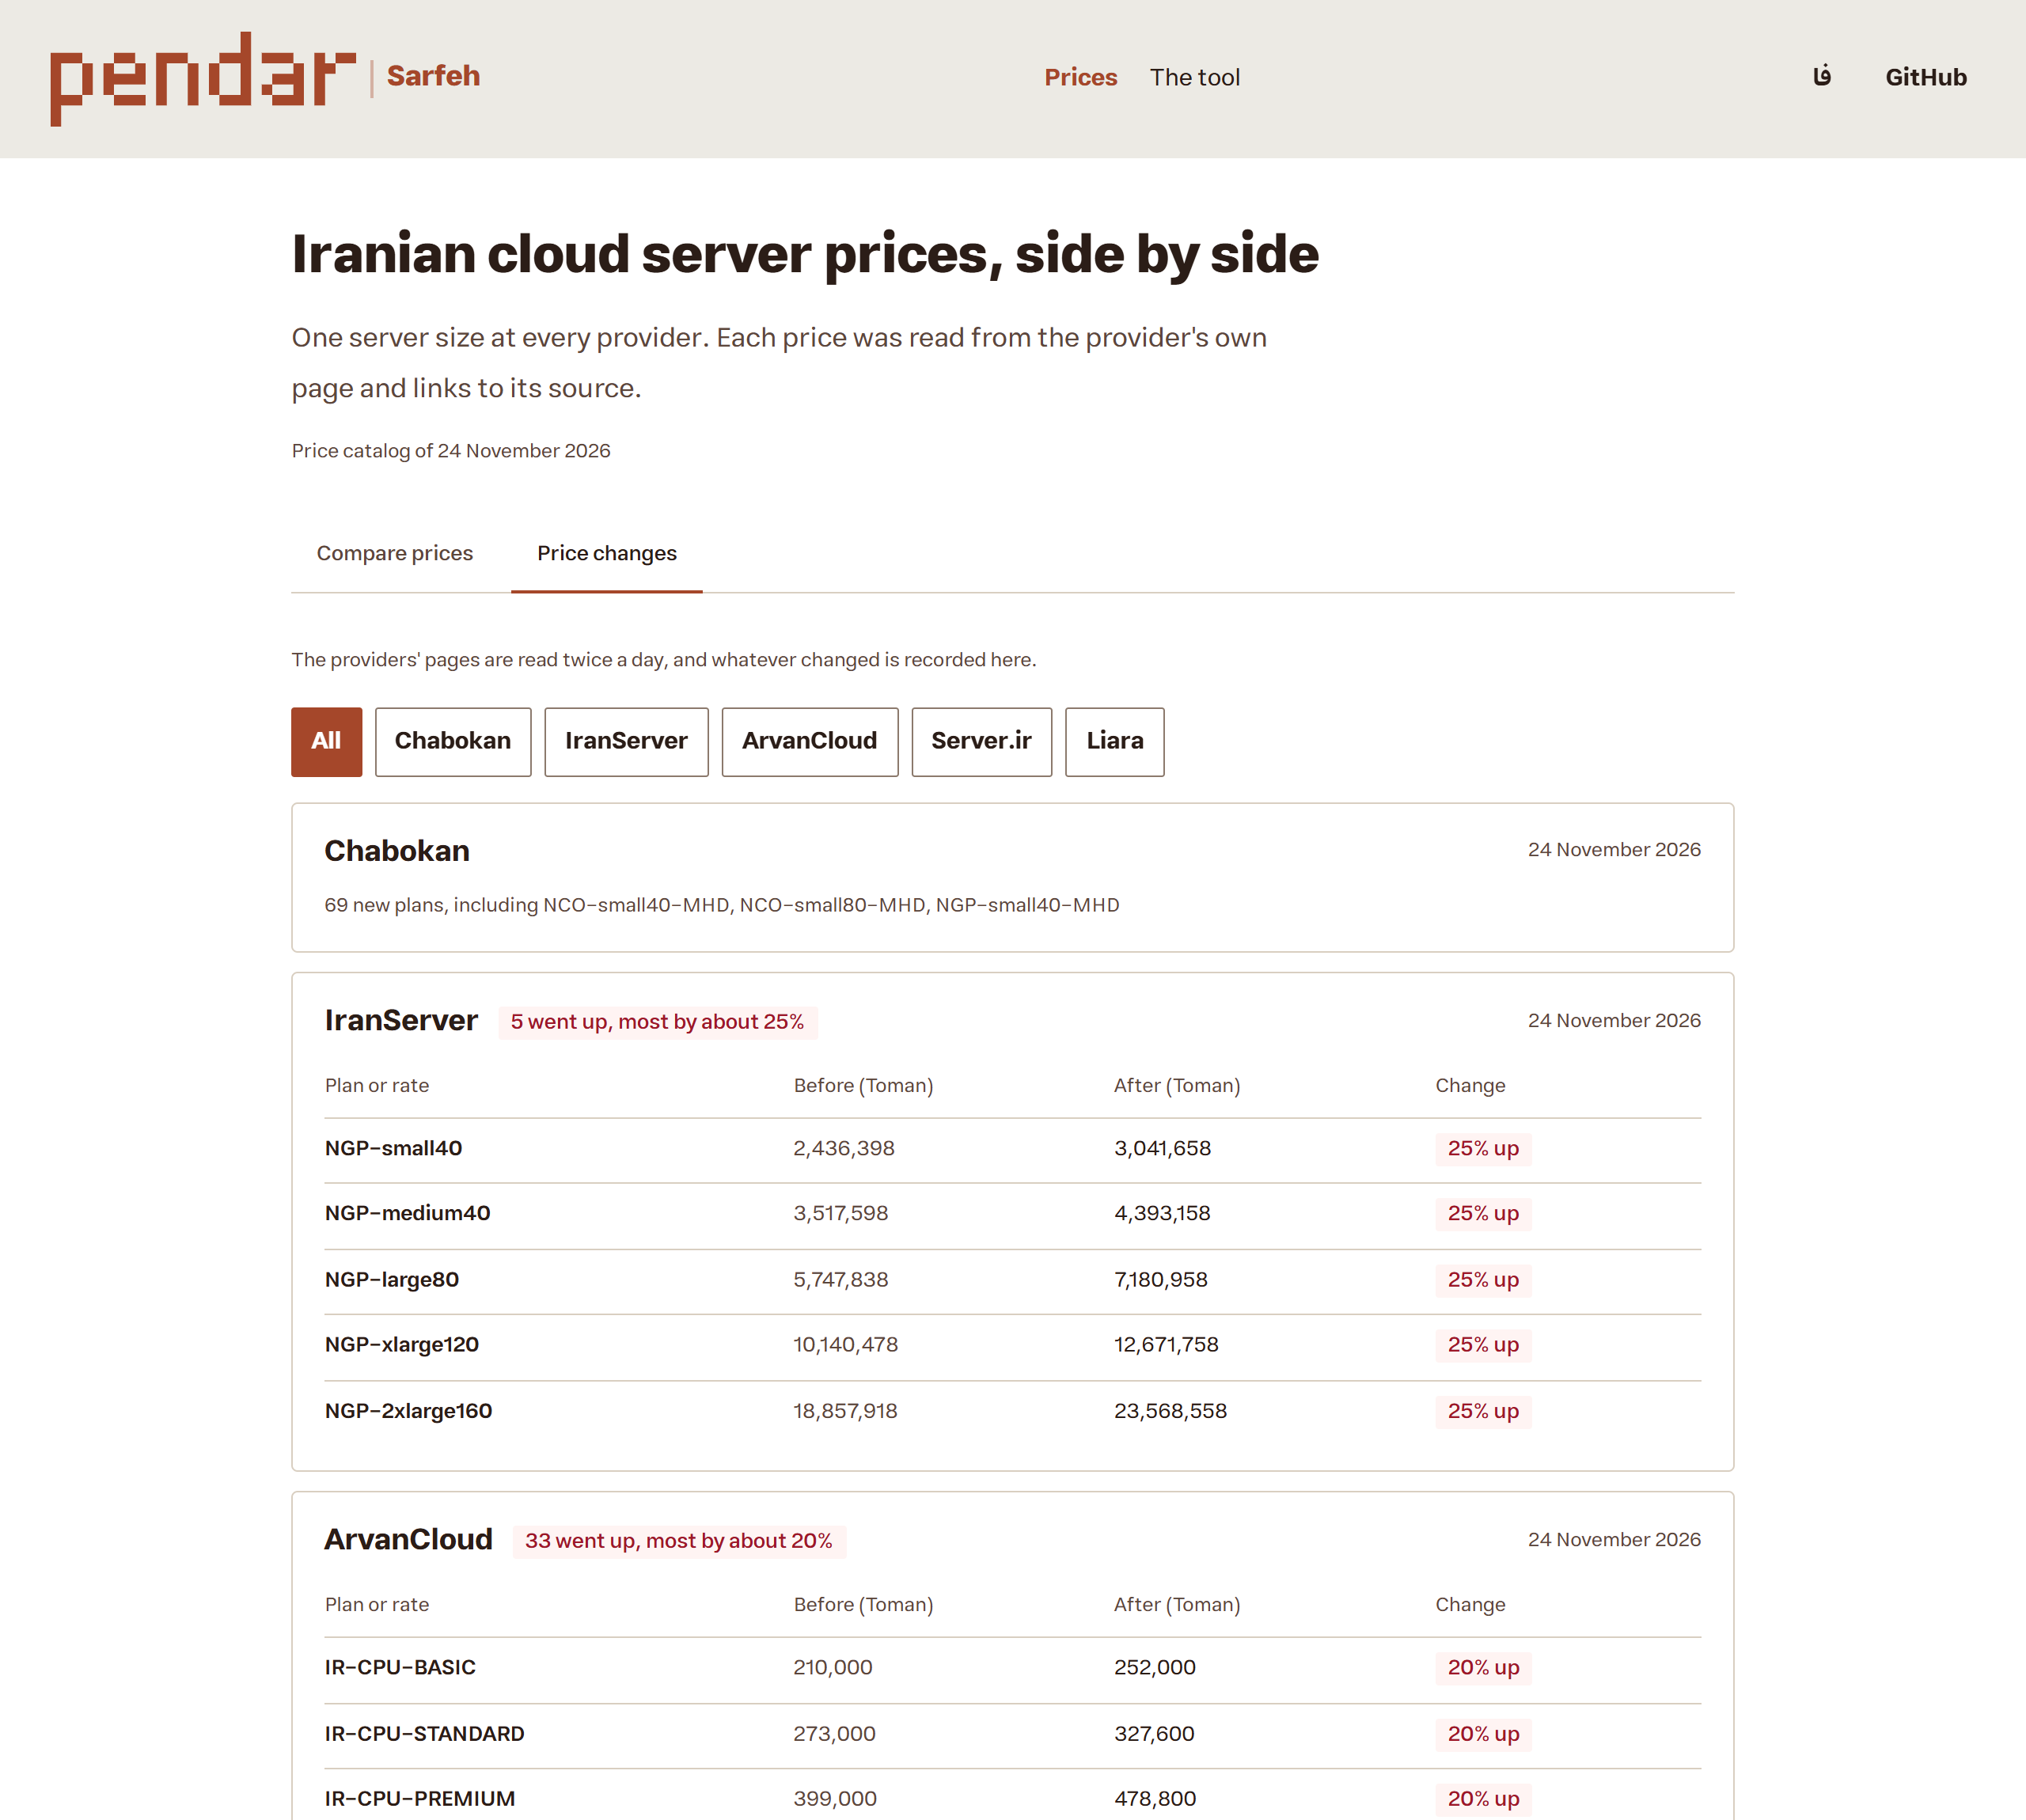 pendar | Sarfeh
Prices The tool
فا GitHub
Iranian cloud server prices, side by side
One server size at every provider. Each price was read from the provider's own
page and links to its source.
Price catalog of 24 November 2026
Compare prices Price changes
The providers' pages are read twice a day, and whatever changed is recorded here.
All Chabokan IranServer ArvanCloud Server.ir Liara
Chabokan 24 November 2026
69 new plans, including NCO-small40-MHD, NCO-small80-MHD, NGP-small40-MHD
IranServer 5 went up, most by about 25% 24 November 2026
Plan or rate Before (Toman) After (Toman) Change
NGP-small40 2,436,398 3,041,658 25% up
NGP-medium40 3,517,598 4,393,158 25% up
NGP-large80 5,747,838 7,180,958 25% up
NGP-xlarge120 10,140,478 12,671,758 25% up
NGP-2xlarge160 18,857,918 23,568,558 25% up
ArvanCloud 33 went up, most by about 20% 24 November 2026
Plan or rate Before (Toman) After (Toman) Change
IR-CPU-BASIC 210,000 252,000 20% up
IR-CPU-STANDARD 273,000 327,600 20% up
IR-CPU-PREMIUM 399,000 478,800 20% up